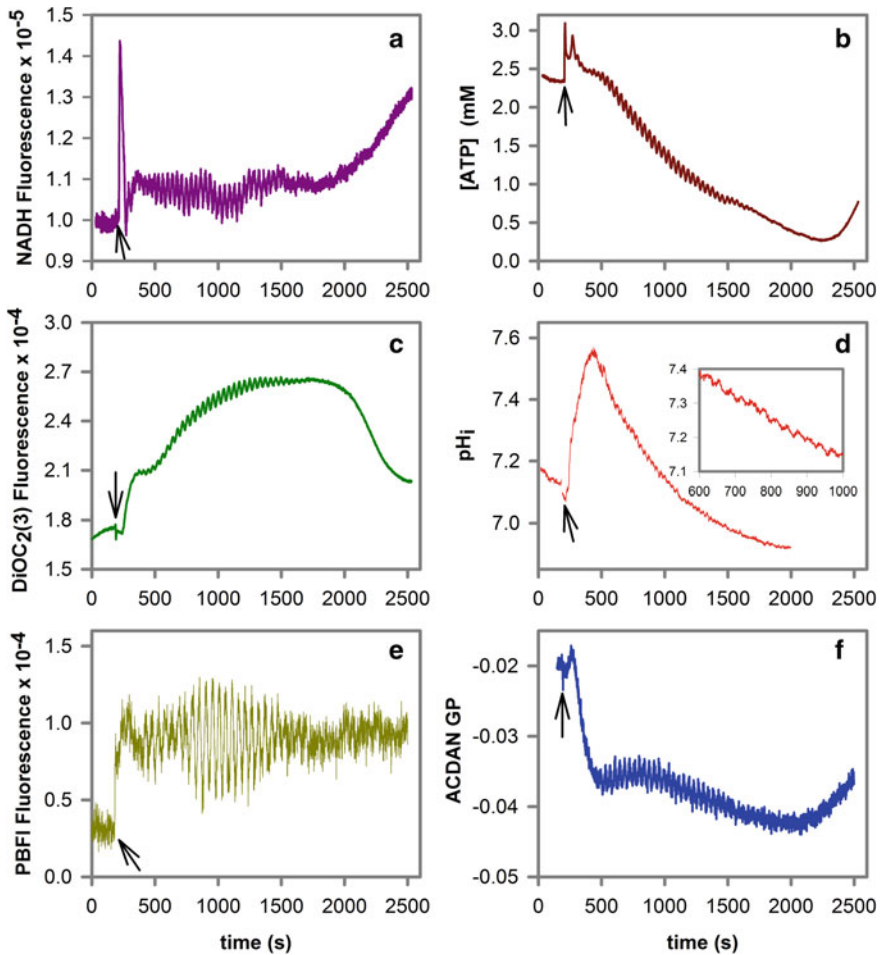 a
NADH Fluorescence x 10-5
1.5
1.4
1.3
1.2
1.1
1.0
0.9
0 500 1000 1500 2000 2500
b
[ATP] (mM
3.0
2.5
2.0
1.5
1.0
0.5
0.0
0 500 1000 1500 2000 2500
c
DiOC2(3) Fluorescence x 10-4
3.0
2.7
2.4
2.1
1.8
1.5
0 500 1000 1500 2000 2500
d
pHi
7.6
7.4
7.2
7.0
0 500 1000 1500 2000 2500
7.4
7.3
7.2
7.1
600 700 800 900 1000
e
PBFI Fluorescence x 10-4
1.5
1.0
0.5
0.0
0 500 1000 1500 2000 2500
time (s)
f
ACDAN GP
-0.02
-0.03
-0.04
-0.05
0 500 1000 1500 2000 2500
time (s)